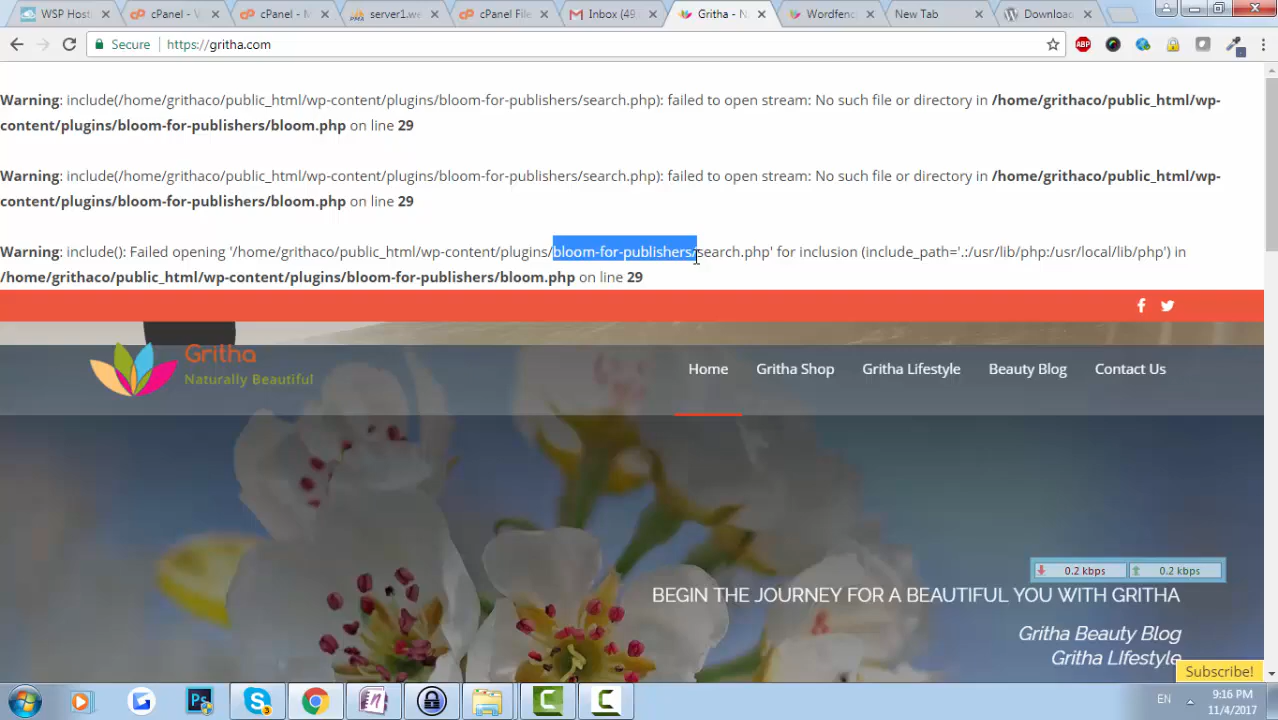 WSP Host:
cPanel - V
cPanel - M
server1.we
cPanel File
Inbox (49
Gritha - N
Wordfenc
New Tab
Downloa
Secure
https://gritha.com
ABP
Warning: include(/home/grithaco/public_html/wp-content/plugins/bloom-for-publishers/search.php): failed to open stream: No such file or directory in /home/grithaco/public_html/wp-
content/plugins/bloom-for-publishers/bloom.php on line 29
Warning: include(/home/grithaco/public_html/wp-content/plugins/bloom-for-publishers/search.php): failed to open stream: No such file or directory in /home/grithaco/public_html/wp-
content/plugins/bloom-for-publishers/bloom.php on line 29
Warning: include(): Failed opening '/home/grithaco/public_html/wp-content/plugins/bloom-for-publishers/search.php' for inclusion (include_path='.:/usr/lib/php:/usr/local/lib/php') in
/home/grithaco/public_html/wp-content/plugins/bloom-for-publishers/bloom.php on line 29
Gritha
Naturally Beautiful
Home
Gritha Shop
Gritha Lifestyle
Beauty Blog
Contact Us
0.2 kbps
0.2 kbps
BEGIN THE JOURNEY FOR A BEAUTIFUL YOU WITH GRITHA
Gritha Beauty Blog
Gritha LIfestyle
Subscribe!
EN
9:16 PM
11/4/2017